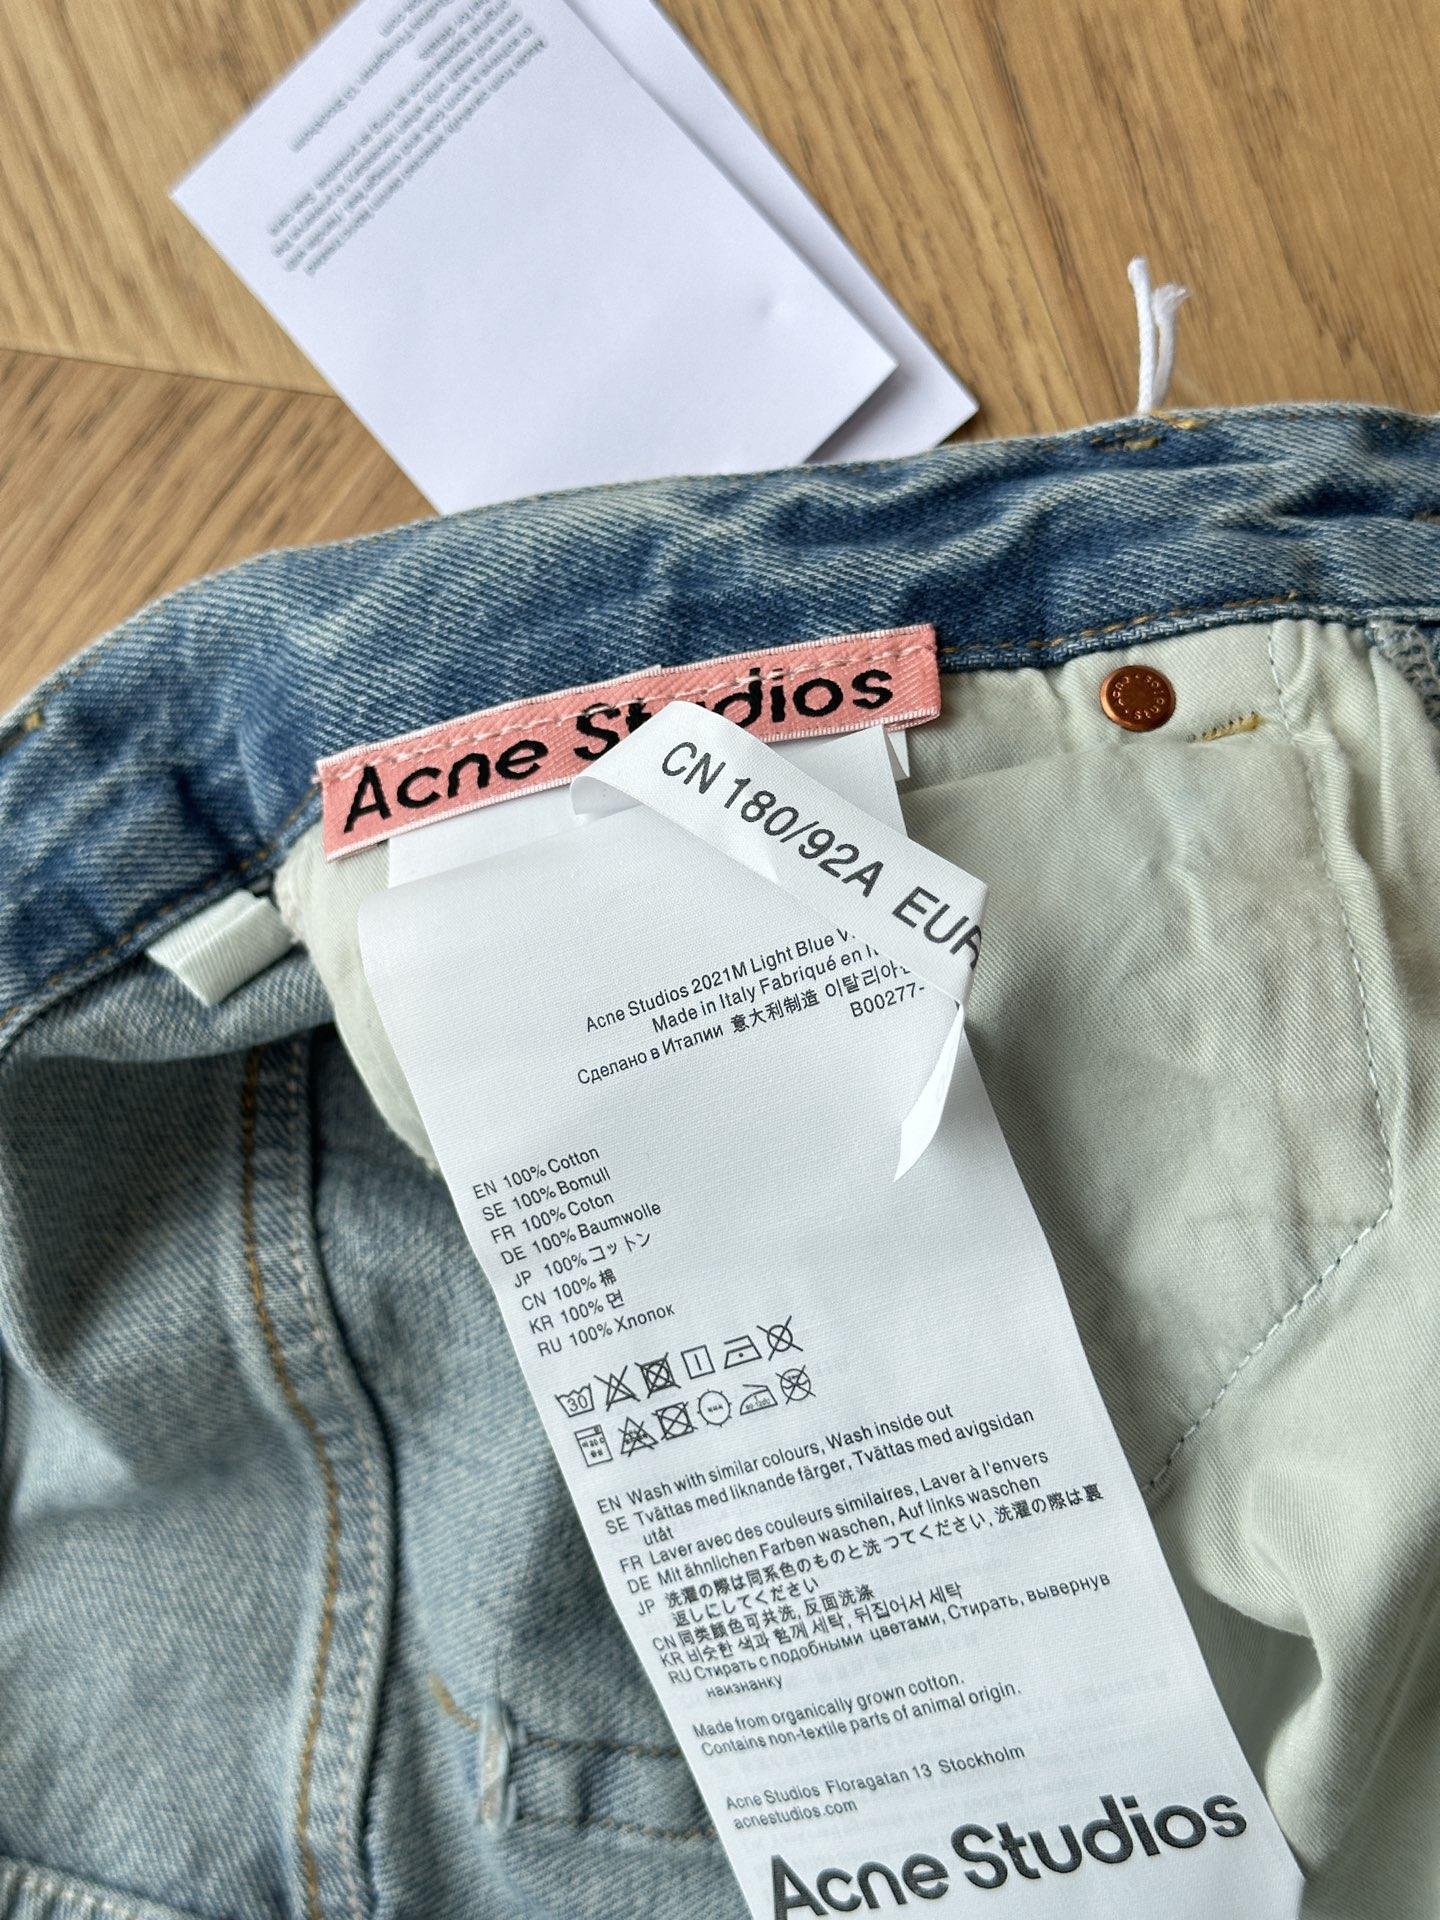 Made from carefully selected denim fabric treated
Acne Studios
CN 180/92A EUR
Acne Studios 2021M Light Blue
Made in Italy Fabriqué en
Сделано в Италии 意大利制造
B00277-
EN 100% Cotton
SE 100% Bomull
FR 100% Coton
DE 100% Baumwolle
JP 100% コットン
CN 100% 棉
KR 100% 면
RU 100% Хлопок
30
EN Wash with similar colours, Wash inside out
SE Tvättas med liknande färger, Tvättas med avigsidan
utåt
FR Laver avec des couleurs similaires, Laver à l'envers
DE Mit ähnlichen Farben waschen, Auf links waschen
JP 洗濯の際は同系色のものと洗つてください, 洗濯の際は裏
返しにしてください
CN 同类颜色可共洗, 反面洗涤
KR 비슷한 색과 함께 세탁, 뒤집어서 세탁
RU Стирать с подобными цветами, Стирать, вывернув
наизнанку
Made from organically grown cotton.
Contains non-textile parts of animal origin.
Acne Studios Floragatan 13 Stockholm
acnestudios.com
Acne Studios